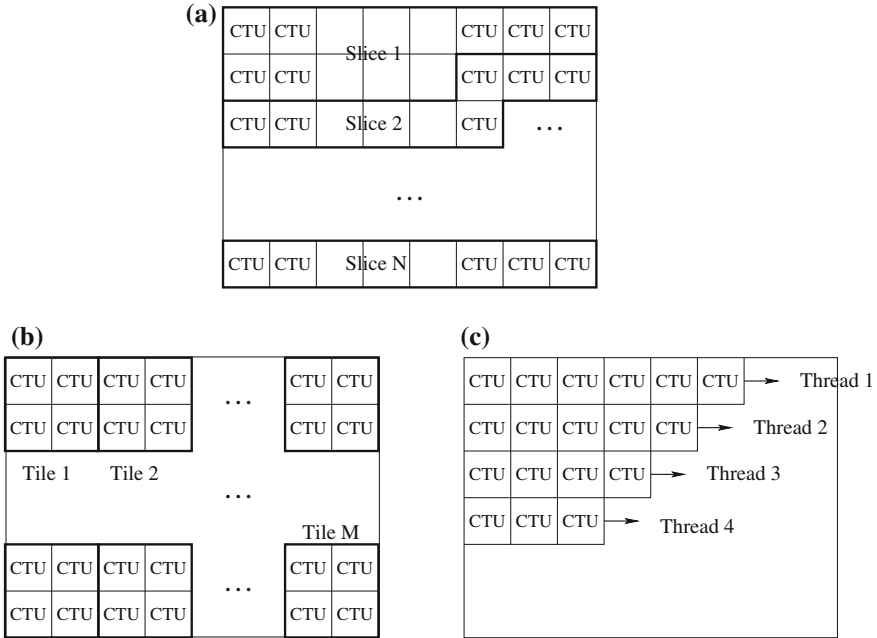 (a)
CTU CTU CTU CTU CTU
Slice 1
CTU CTU CTU CTU CTU
CTU CTU Slice 2 CTU ...
...
CTU CTU Slice N CTU CTU CTU
(b)
CTU CTU CTU CTU CTU CTU
...
CTU CTU CTU CTU CTU CTU
Tile 1 Tile 2
...
Tile M
CTU CTU CTU CTU CTU CTU
...
CTU CTU CTU CTU CTU CTU
(c)
CTU CTU CTU CTU CTU CTU Thread 1
CTU CTU CTU CTU CTU Thread 2
CTU CTU CTU CTU Thread 3
CTU CTU CTU Thread 4